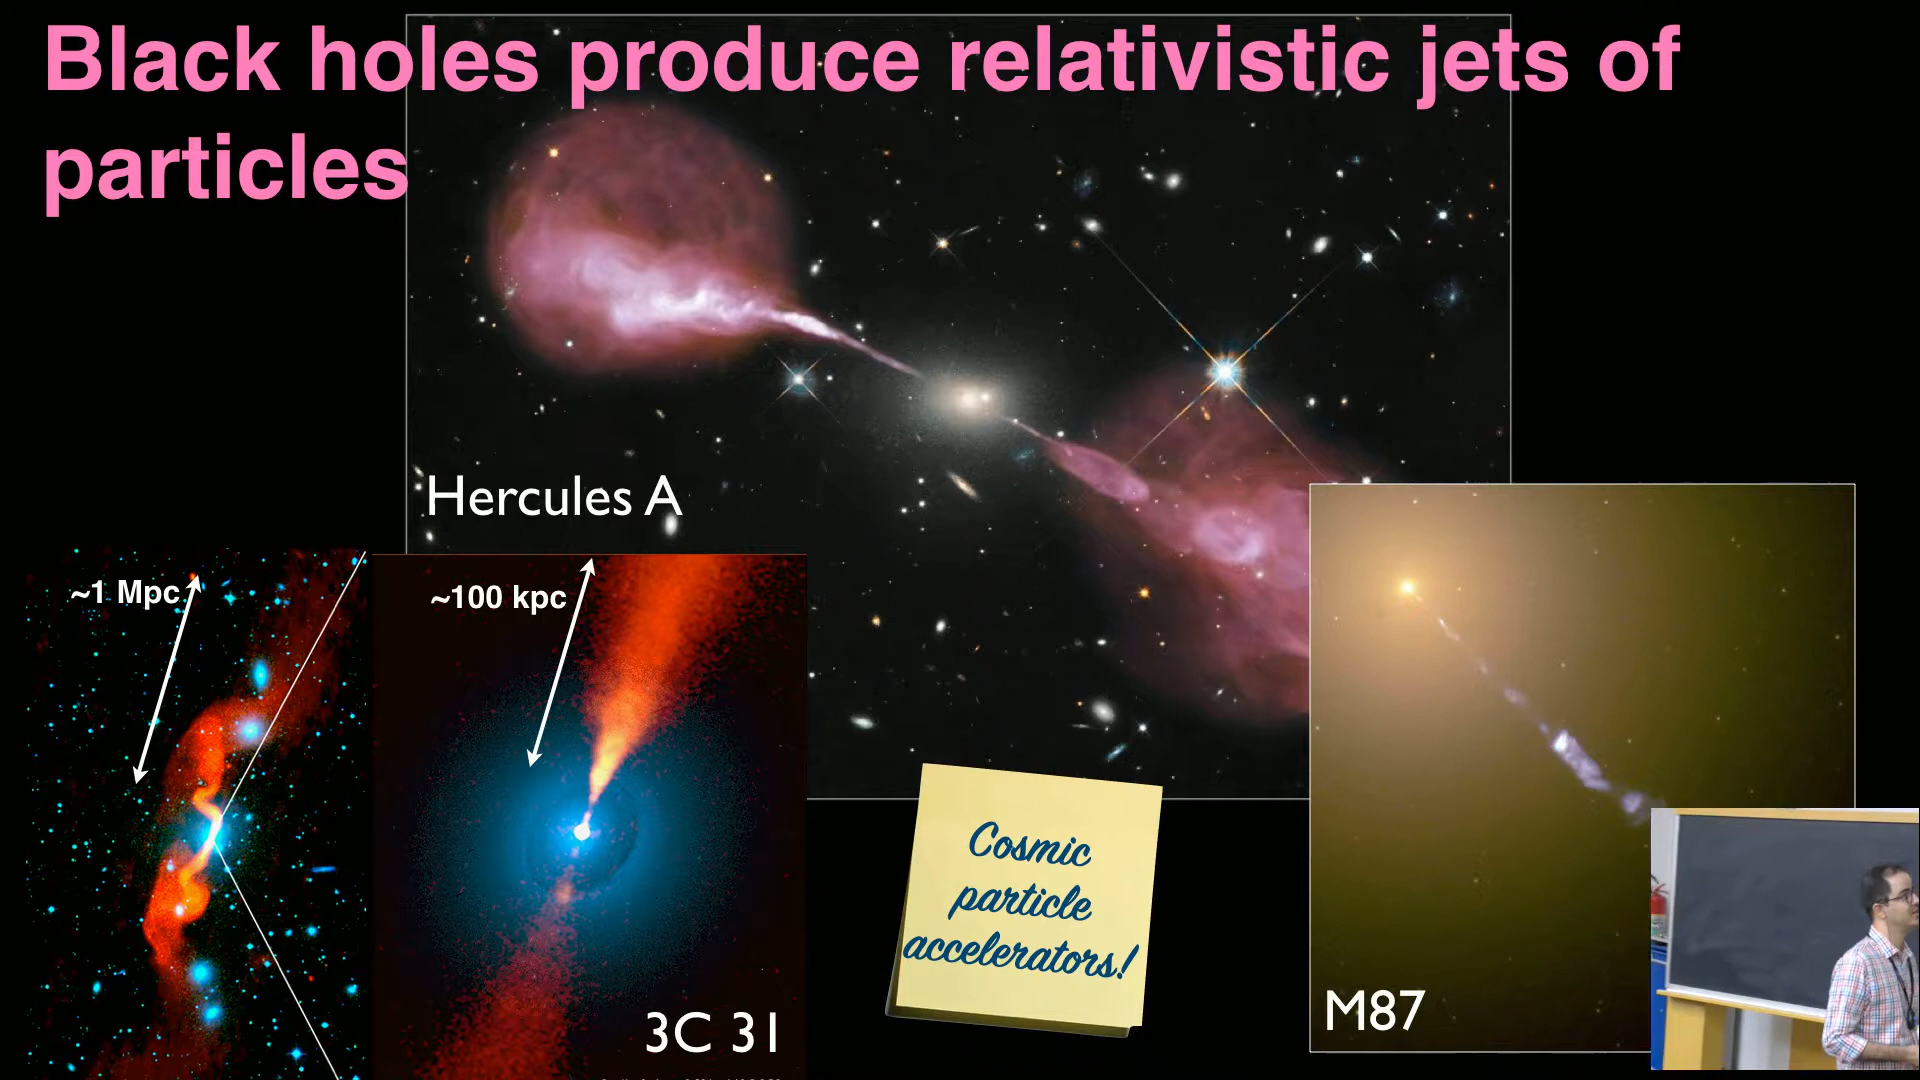 Black holes produce relativistic jets of
particles
Hercules A
~1 Mpc
~100 kpc
Cosmic
particle
accelerators!
3C 31
M87